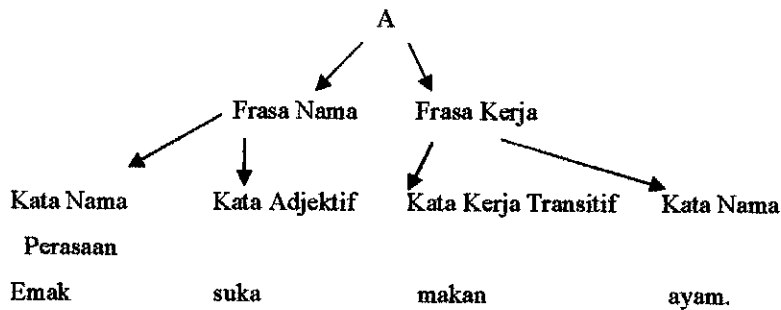 A
Frasa Nama Frasa Kerja
Kata Nama Kata Adjektif Kata Kerja Transitif Kata Nama
Perasaan
Emak suka makan ayam.